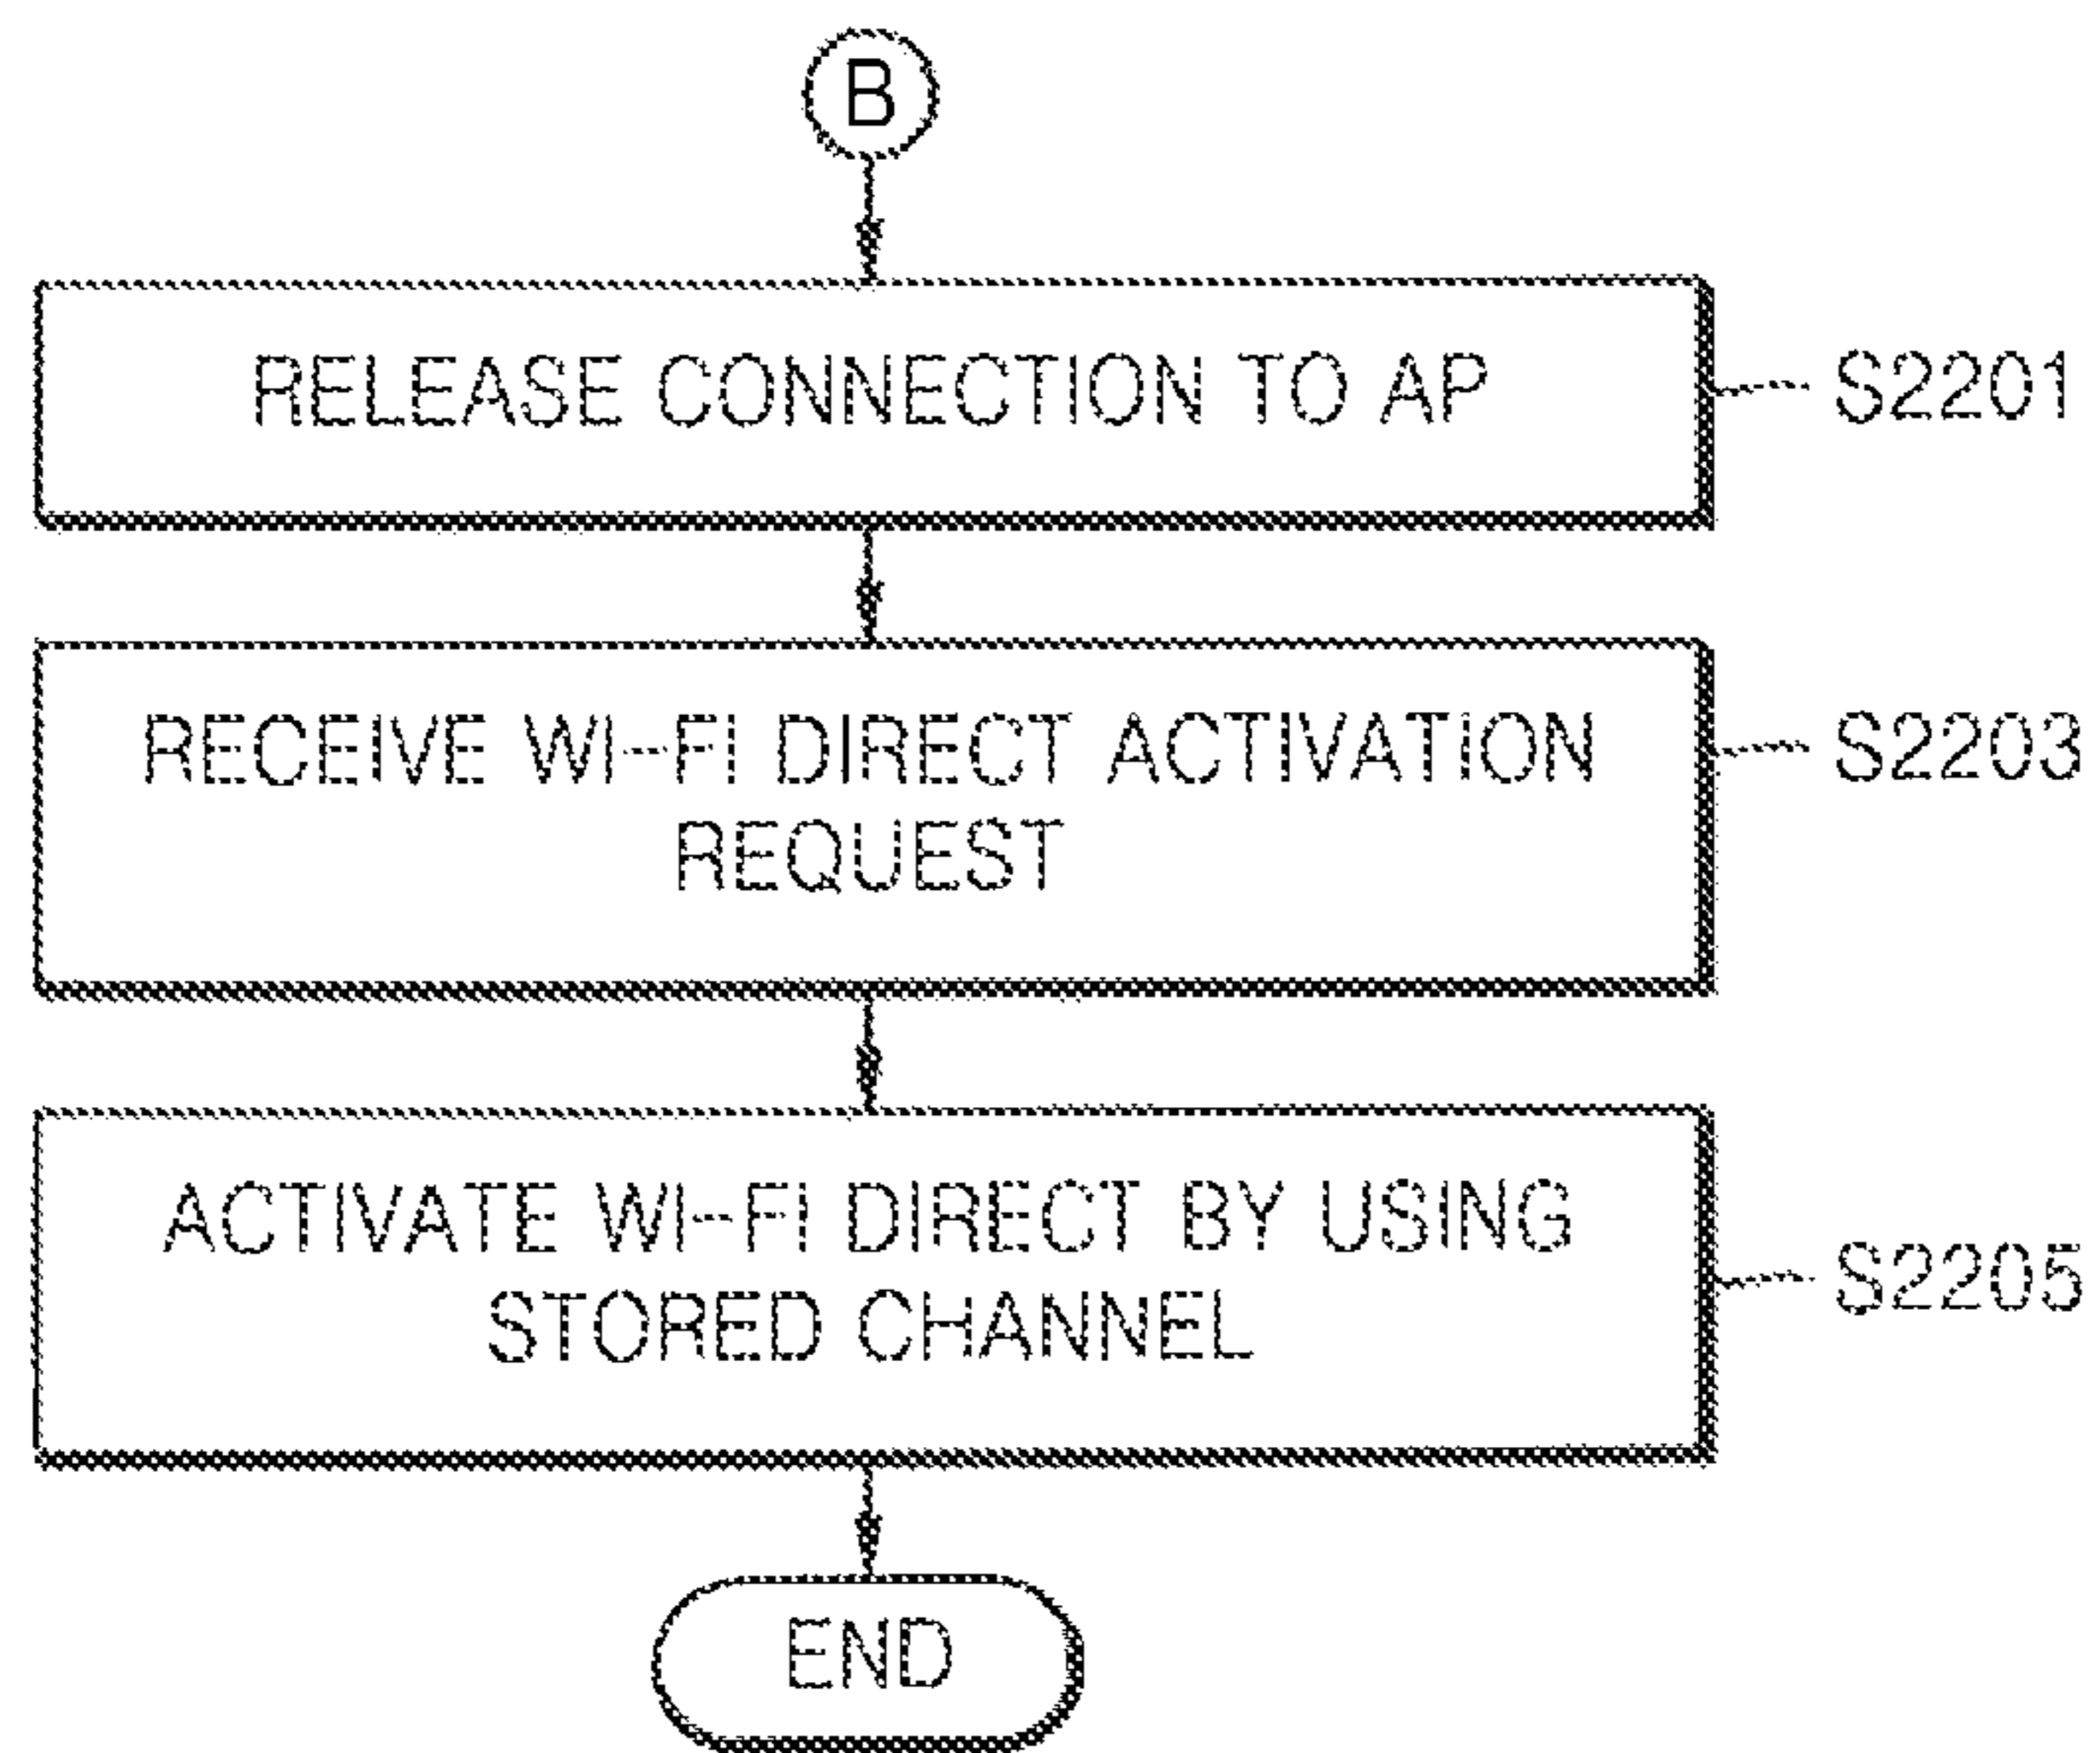 B
RELEASE CONNECTION TO AP
S2201
RECEIVE WI-FI DIRECT ACTIVATION
REQUEST
S2203
ACTIVATE WI-FI DIRECT BY USING
STORED CHANNEL
S2205
END